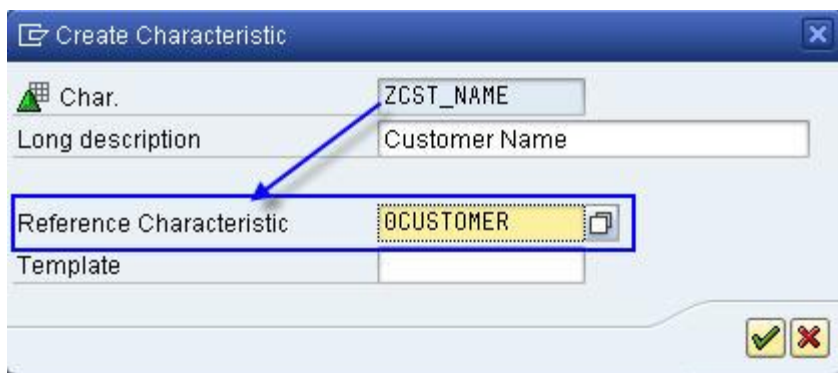 Create Characteristic
Char. ZCST_NAME
Long description Customer Name
Reference Characteristic 0CUSTOMER
Template